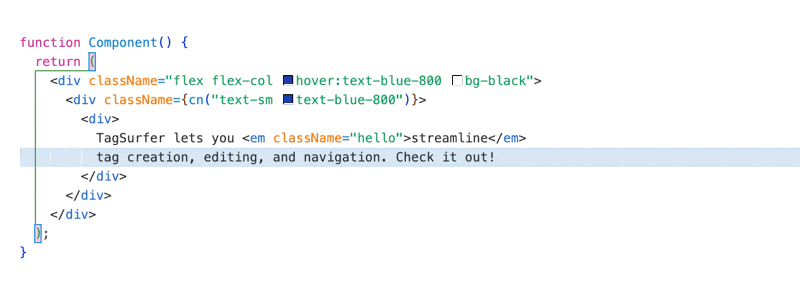 function Component() {
  return (
    <div className="flex flex-col hover:text-blue-800 bg-black">
      <div className={cn("text-sm text-blue-800")}>
        <div>
          TagSurfer lets you <em className="hello">streamline</em>
          tag creation, editing, and navigation. Check it out!
        </div>
      </div>
    </div>
  );
}